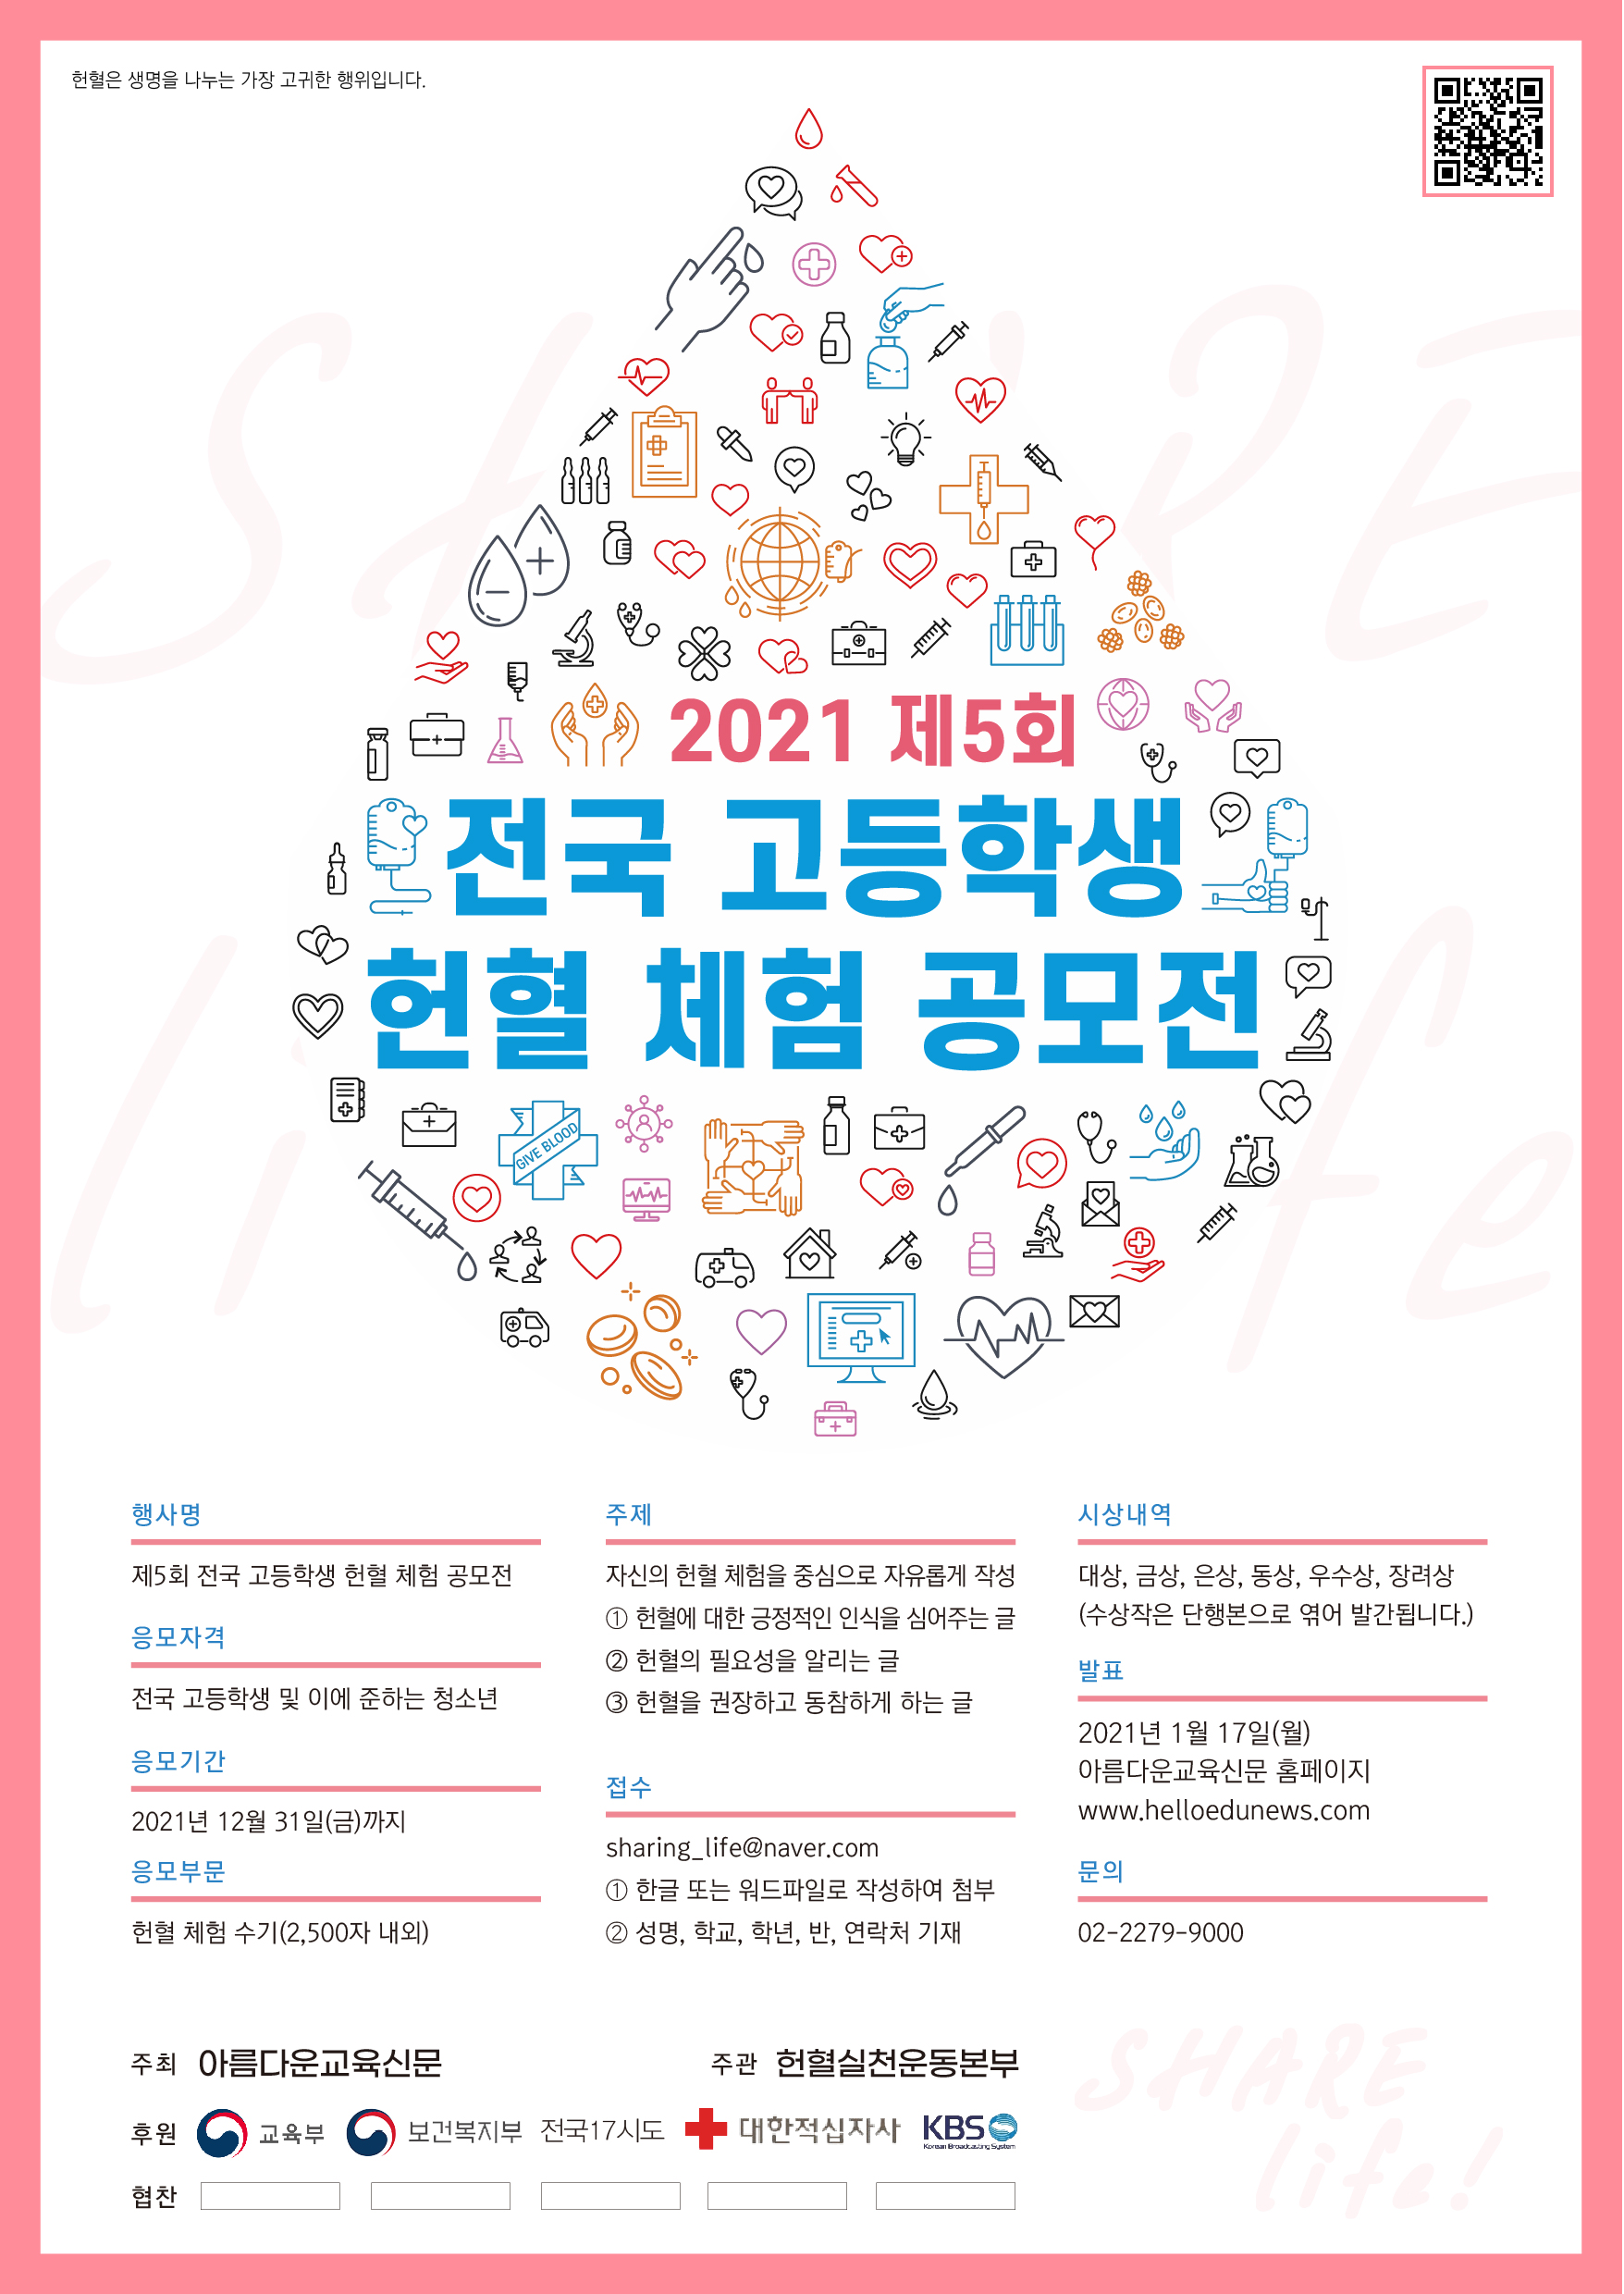 헌혈은 생명을 나누는 가장 고귀한 행위입니다.
SHARE
life
2021 제5회
전국 고등학생
헌혈 체험 공모전
GIVE BLOOD
행사명
제5회 전국 고등학생 헌혈 체험 공모전
응모자격
전국 고등학생 및 이에 준하는 청소년
응모기간
2021년 12월 31일(금)까지
응모부문
헌혈 체험 수기(2,500자 내외)
주제
자신의 헌혈 체험을 중심으로 자유롭게 작성
① 헌혈에 대한 긍정적인 인식을 심어주는 글
② 헌혈의 필요성을 알리는 글
③ 헌혈을 권장하고 동참하게 하는 글
접수
sharing_life@naver.com
① 한글 또는 워드파일로 작성하여 첨부
② 성명, 학교, 학년, 반, 연락처 기재
시상내역
대상, 금상, 은상, 동상, 우수상, 장려상
(수상작은 단행본으로 엮어 발간됩니다.)
발표
2021년 1월 17일(월)
아름다운교육신문 홈페이지
www.helloedunews.com
문의
02-2279-9000
주최 아름다운교육신문 주관 헌혈실천운동본부
후원 교육부 보건복지부 전국17시도 대한적십자사 KBS
Korean Broadcasting System
협찬
SHARE
life!